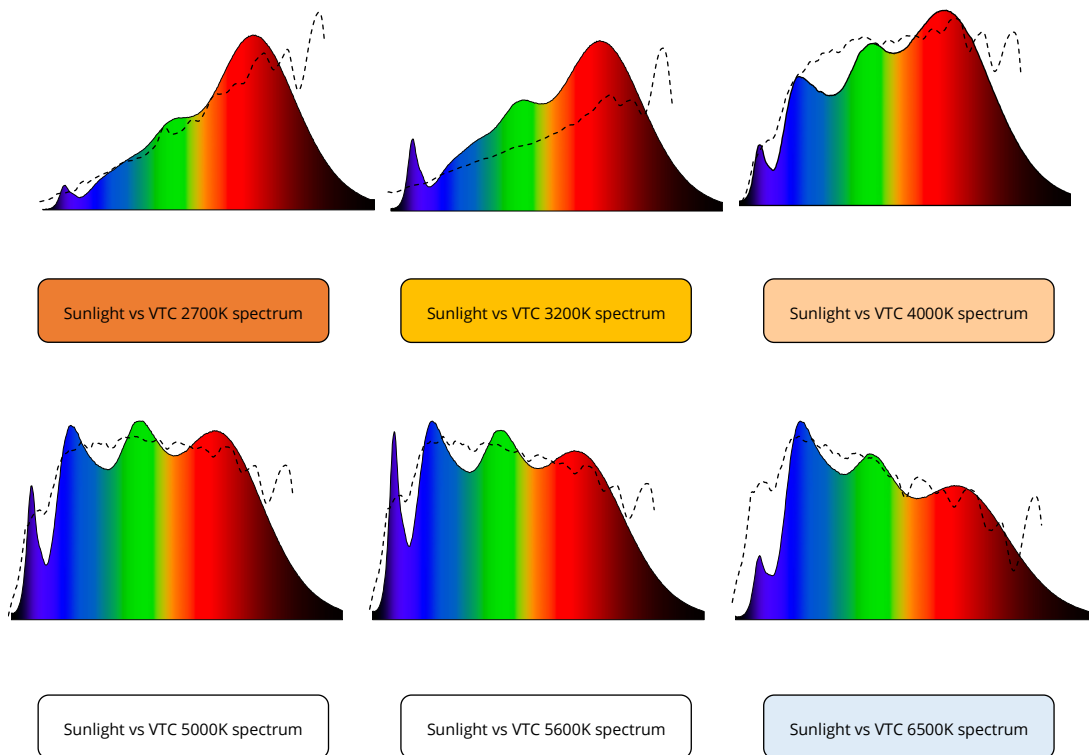 Sunlight vs VTC 2700K spectrum
Sunlight vs VTC 3200K spectrum
Sunlight vs VTC 4000K spectrum
Sunlight vs VTC 5000K spectrum
Sunlight vs VTC 5600K spectrum
Sunlight vs VTC 6500K spectrum